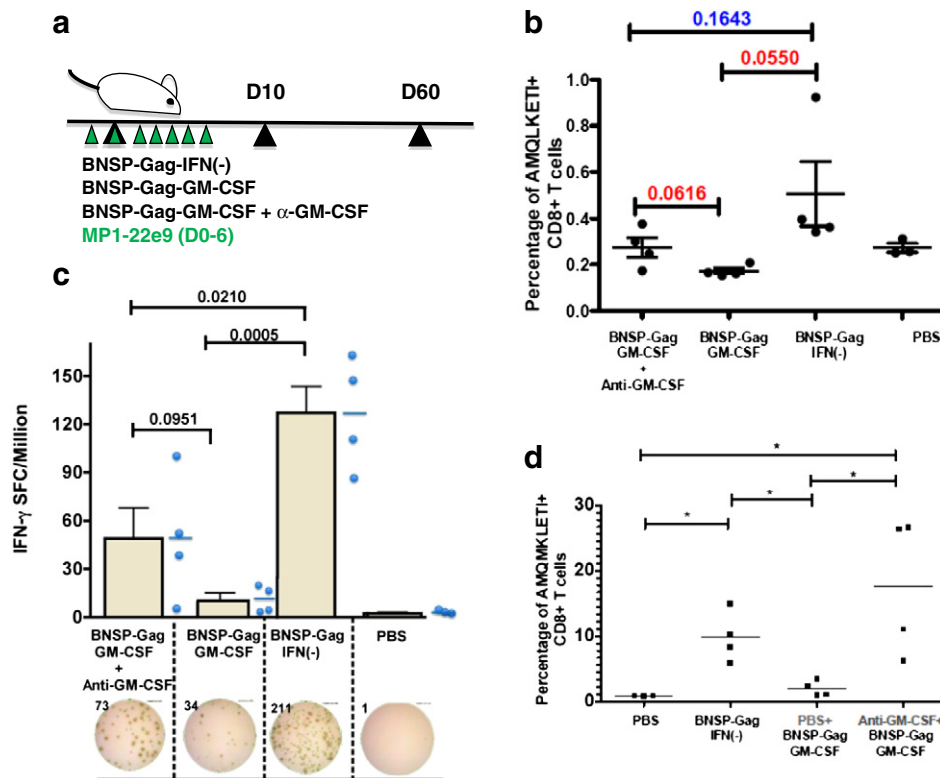 a
D10
D60
BNSP-Gag-IFN(-)
BNSP-Gag-GM-CSF
BNSP-Gag-GM-CSF + α-GM-CSF
MP1-22e9 (D0-6)
b
0.1643
0.0550
0.0616
Percentage of AMQLKETI+
CD8+ T cells
1.0
0.8
0.6
0.4
0.2
0.0
BNSP-Gag
GM-CSF
+
Anti-GM-CSF
BNSP-Gag
GM-CSF
BNSP-Gag
IFN(-)
PBS
c
0.0210
0.0005
0.0951
IFN-γ SFC/Million
150
120
90
60
30
0
BNSP-Gag
GM-CSF
+
Anti-GM-CSF
BNSP-Gag
GM-CSF
BNSP-Gag
IFN(-)
PBS
73
34
211
1
d
*
*
*
*
Percentage of AMQMKLETI+
CD8+ T cells
30
20
10
0
PBS
BNSP-Gag
IFN(-)
PBS+
BNSP-Gag
GM-CSF
Anti-GM-CSF+
BNSP-Gag
GM-CSF